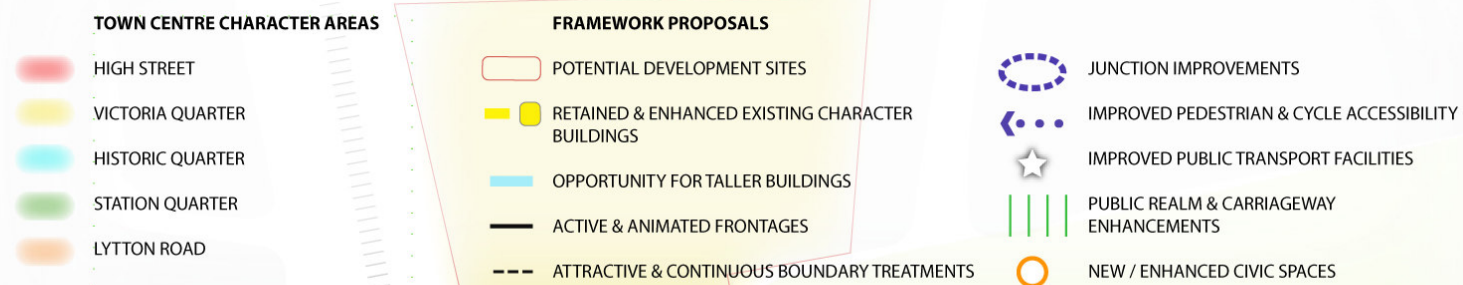 TOWN CENTRE CHARACTER AREAS
HIGH STREET
VICTORIA QUARTER
HISTORIC QUARTER
STATION QUARTER
LYTTON ROAD
FRAMEWORK PROPOSALS
POTENTIAL DEVELOPMENT SITES
RETAINED & ENHANCED EXISTING CHARACTER
BUILDINGS
OPPORTUNITY FOR TALLER BUILDINGS
ACTIVE & ANIMATED FRONTAGES
ATTRACTIVE & CONTINUOUS BOUNDARY TREATMENTS
JUNCTION IMPROVEMENTS
IMPROVED PEDESTRIAN & CYCLE ACCESSIBILITY
IMPROVED PUBLIC TRANSPORT FACILITIES
PUBLIC REALM & CARRIAGEWAY
ENHANCEMENTS
NEW / ENHANCED CIVIC SPACES